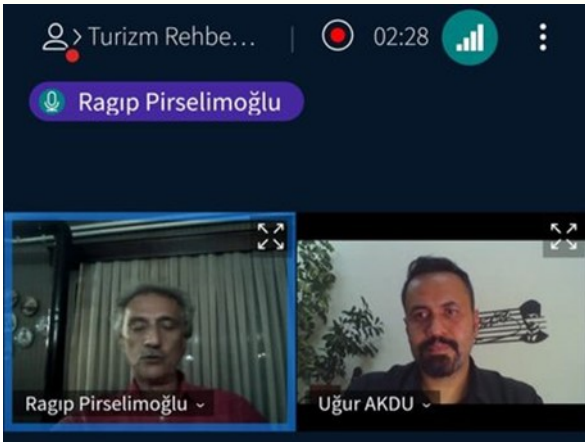 Turizm Rehbe...
02:28
Ragıp Pirselimoğlu
Ragıp Pirselimoğlu
Uğur AKDU